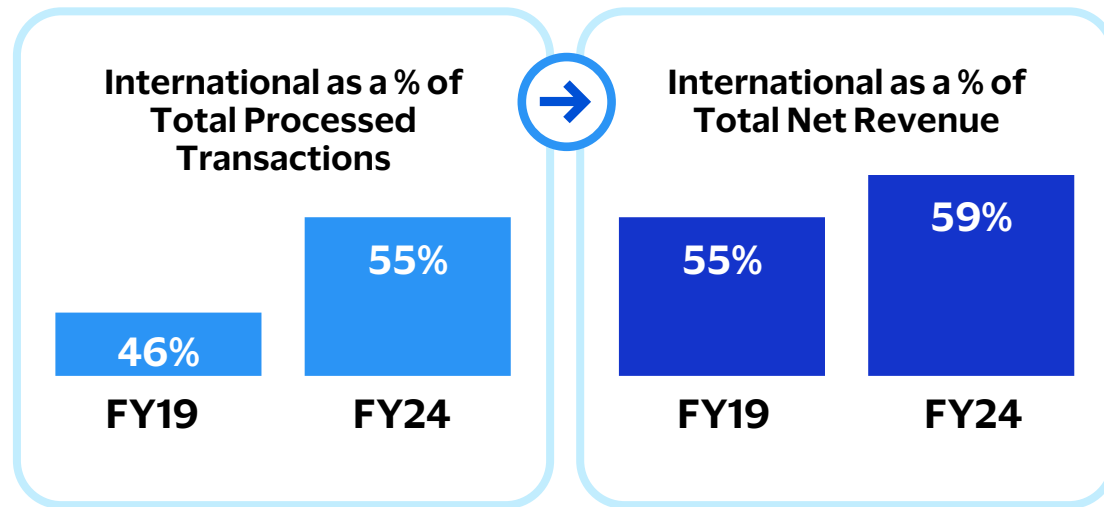 International as a % of
Total Processed
Transactions
46%
55%
FY19
FY24
International as a % of
Total Net Revenue
55%
59%
FY19
FY24